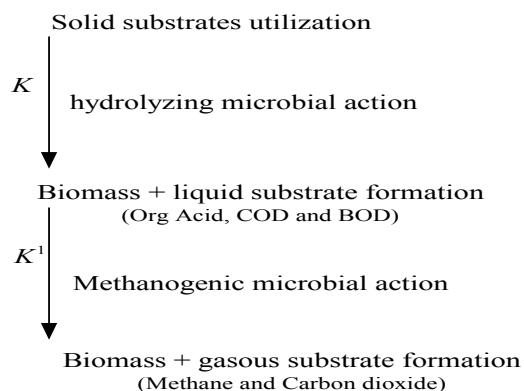 Solid substrates utilization
K
hydrolyzing microbial action
Biomass + liquid substrate formation
(Org Acid, COD and BOD)
K¹
Methanogenic microbial action
Biomass + gasous substrate formation
(Methane and Carbon dioxide)